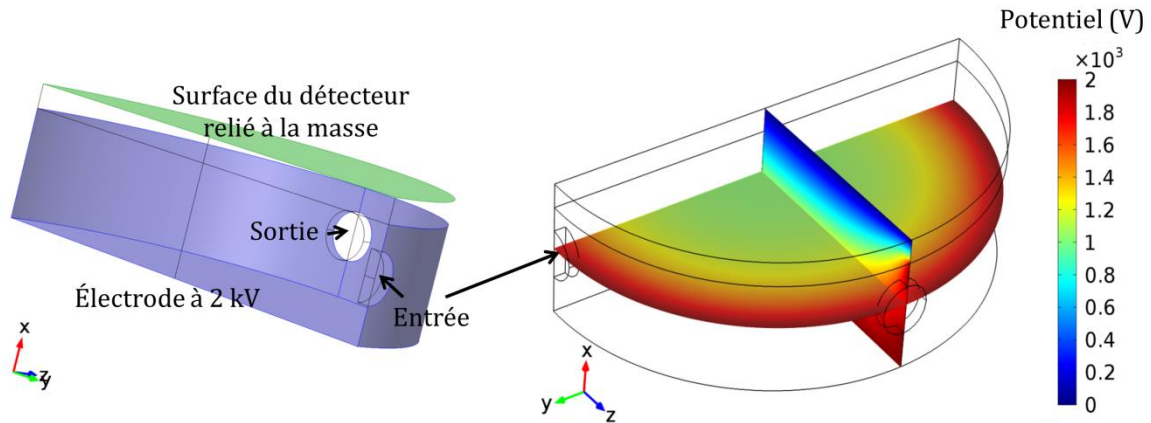 Surface du détecteur
relié à la masse
Sortie
Électrode à 2 kV
Entrée
x
z
y
x
y
z
Potentiel (V)
×10³
2
1.8
1.6
1.4
1.2
1
0.8
0.6
0.4
0.2
0